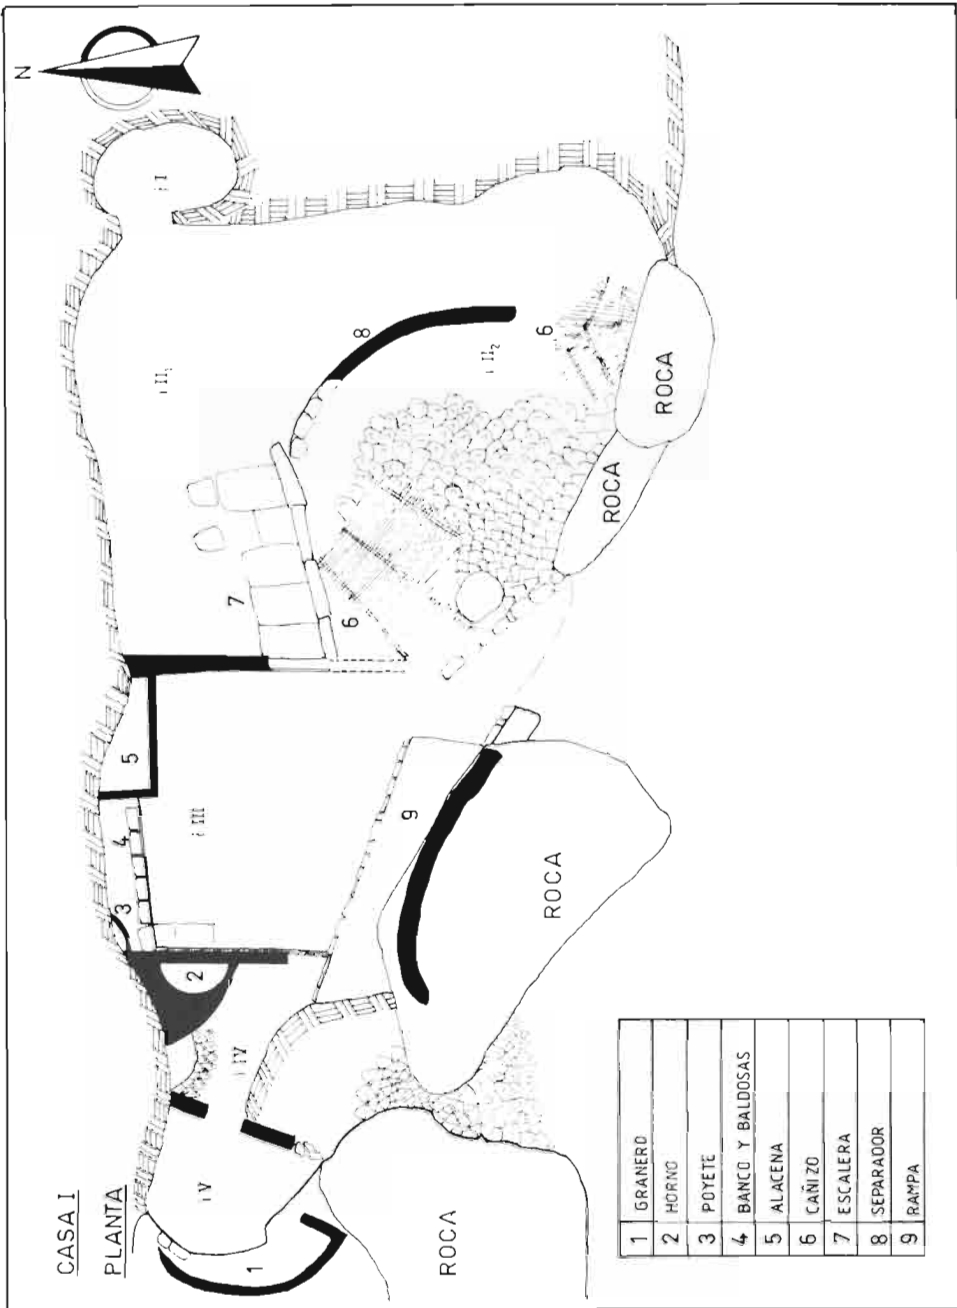 CASA I
PLANTA
N
i I
i II₁
i II₂
i III
i IV
i V
1
2
3
4
5
6
6
7
8
9
ROCA
ROCA
ROCA
ROCA
1 GRANERO
2 HORNO
3 POYETE
4 BANCO Y BALDOSAS
5 ALACENA
6 CAÑIZO
7 ESCALERA
8 SEPARADOR
9 RAMPA